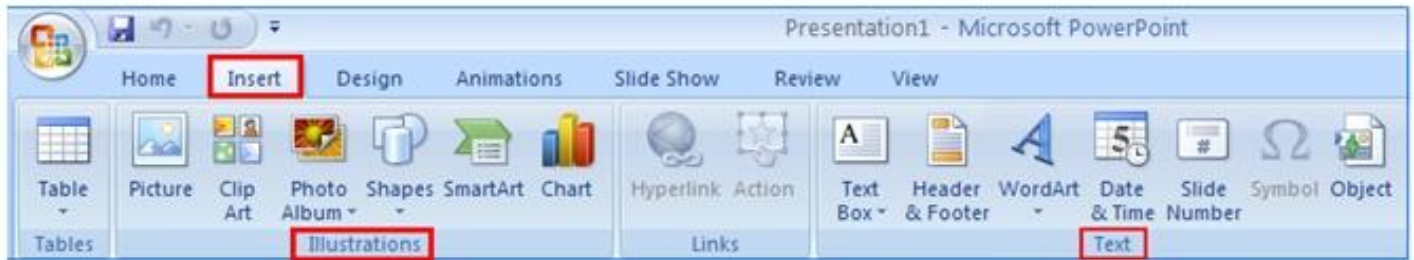 Presentation1 - Microsoft PowerPoint
Home Insert Design Animations Slide Show Review View
Table Picture Clip Art Photo Album Shapes SmartArt Chart Hyperlink Action Text Box Header & Footer WordArt Date & Time Slide Number Symbol Object
Tables Illustrations Links Text